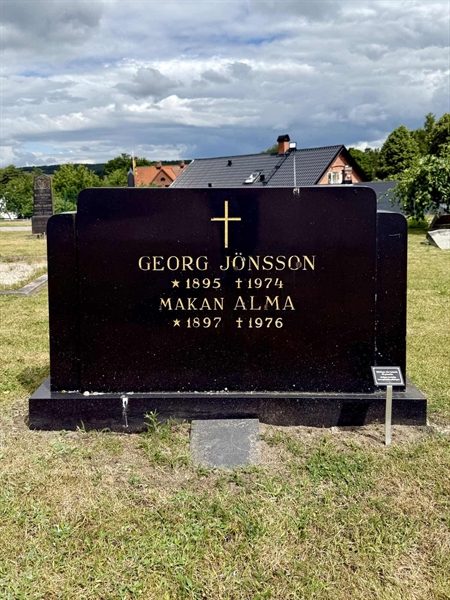 GEORG JÖNSSON
* 1895 † 1974
MAKAN ALMA
* 1897 † 1976